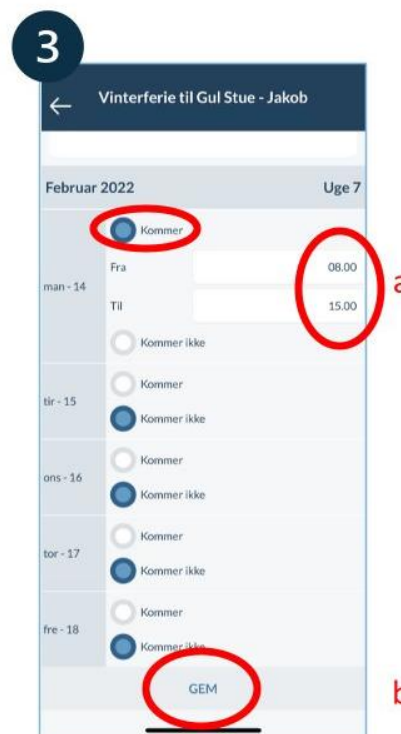 3
Vinterferie til Gul Stue - Jakob
Februar 2022 Uge 7
Kommer
Fra 08.00
man - 14
Til 15.00
Kommer ikke
a
Kommer
tir - 15
Kommer ikke
Kommer
ons - 16
Kommer ikke
Kommer
tor - 17
Kommer ikke
Kommer
fre - 18
Kommer ikke
GEM
b